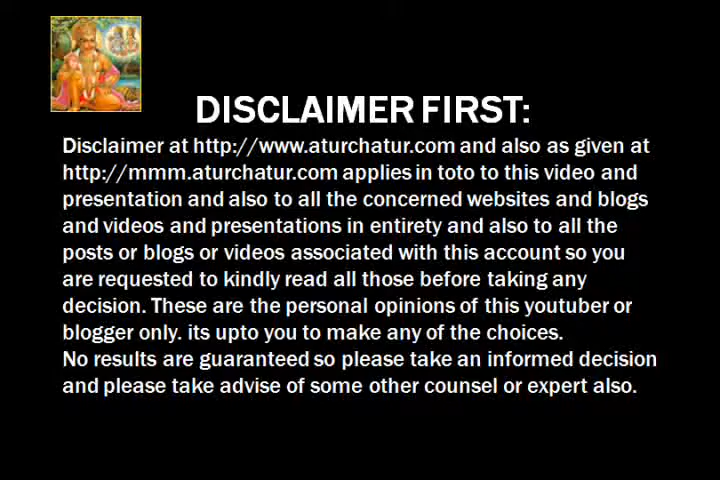 DISCLAIMER FIRST:
Disclaimer at http://www.aturchatur.com and also as given at
http://mmm.aturchatur.com applies in toto to this video and
presentation and also to all the concerned websites and blogs
and videos and presentations in entirety and also to all the
posts or blogs or videos associated with this account so you
are requested to kindly read all those before taking any
decision. These are the personal opinions of this youtuber or
blogger only. its upto you to make any of the choices.
No results are guaranteed so please take an informed decision
and please take advise of some other counsel or expert also.